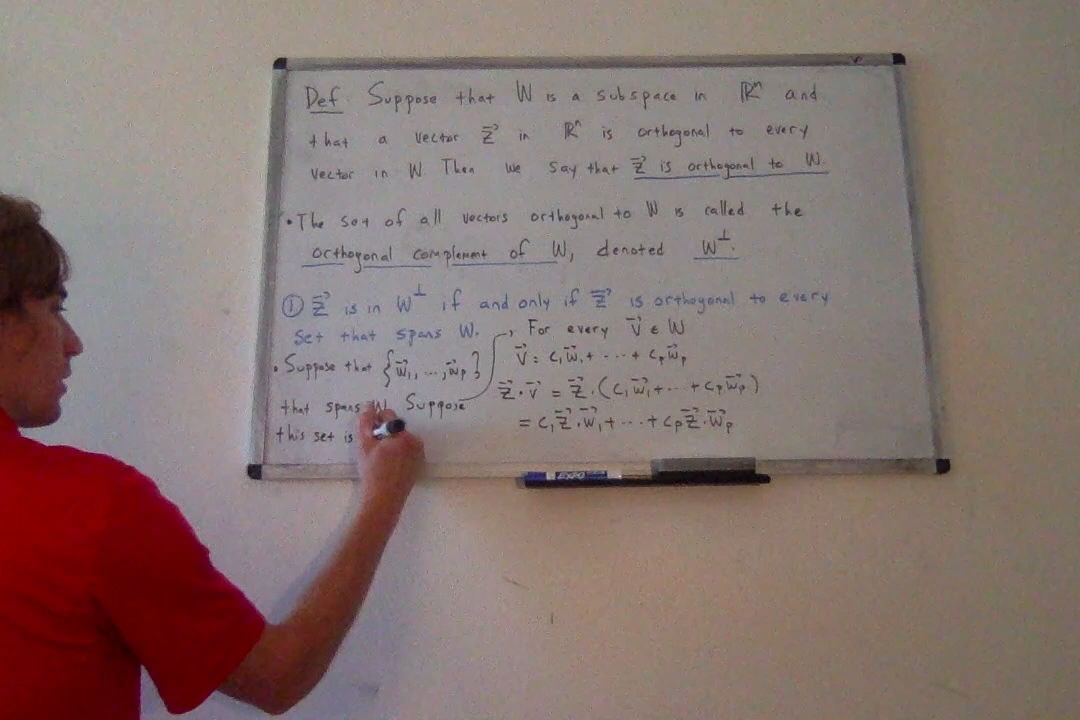 Def. Suppose that W is a subspace in ℝⁿ and
that a vector z⃗ in ℝⁿ is orthogonal to every
vector in W. Then we say that z⃗ is orthogonal to W.
• The set of all vectors orthogonal to W is called the
orthogonal complement of W, denoted W⊥.
① z⃗ is in W⊥ if and only if z⃗ is orthogonal to every
set that spans W.
• Suppose that {w⃗₁, ..., w⃗ₚ}
that spans W. Suppose
this set is
For every v⃗ ∈ W
v⃗ = c₁w⃗₁ + ... + cₚw⃗ₚ
z⃗ · v⃗ = z⃗ · (c₁w⃗₁ + ... + cₚw⃗ₚ)
= c₁z⃗ · w⃗₁ + ... + cₚz⃗ · w⃗ₚ
EXPO